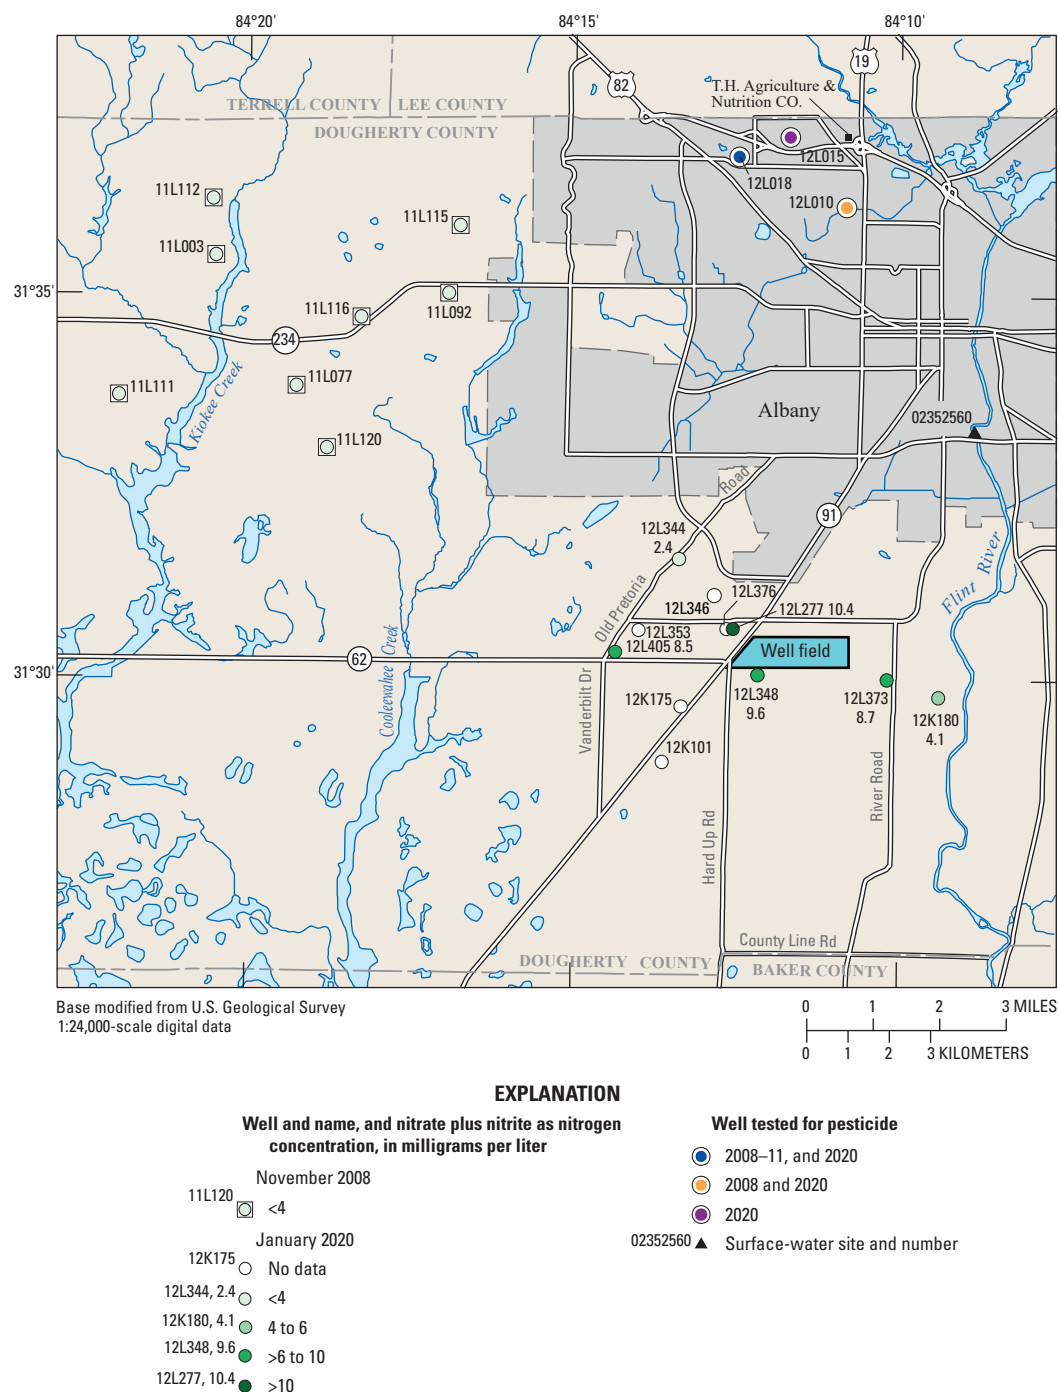 84°20'
84°15'
84°10'
19
82
T.H. Agriculture &
Nutrition CO.
TERRELL COUNTY
LEE COUNTY
DOUGHERTY COUNTY
12L015
12L018
12L010
11L112
11L115
11L003
31°35'
11L116
11L092
234
11L111
11L077
Kiokee Creek
11L120
Albany
02352560
Road
91
12L344
2.4
Flint River
12L376
Old Pretoria
12L346
12L277 10.4
12L353
12L405 8.5
Well field
62
31°30'
Cooleewahee Creek
Vanderbilt Dr
12K175
12L348
9.6
12L373
8.7
12K180
4.1
12K101
River Road
Hard Up Rd
County Line Rd
DOUGHERTY COUNTY
BAKER COUNTY
Base modified from U.S. Geological Survey
1:24,000-scale digital data
0 1 2 3 MILES
0 1 2 3 KILOMETERS
EXPLANATION
Well and name, and nitrate plus nitrite as nitrogen
concentration, in milligrams per liter
November 2008
11L120 <4
January 2020
12K175 No data
12L344, 2.4 <4
12K180, 4.1 4 to 6
12L348, 9.6 >6 to 10
12L277, 10.4 >10
Well tested for pesticide
2008–11, and 2020
2008 and 2020
2020
02352560 Surface-water site and number